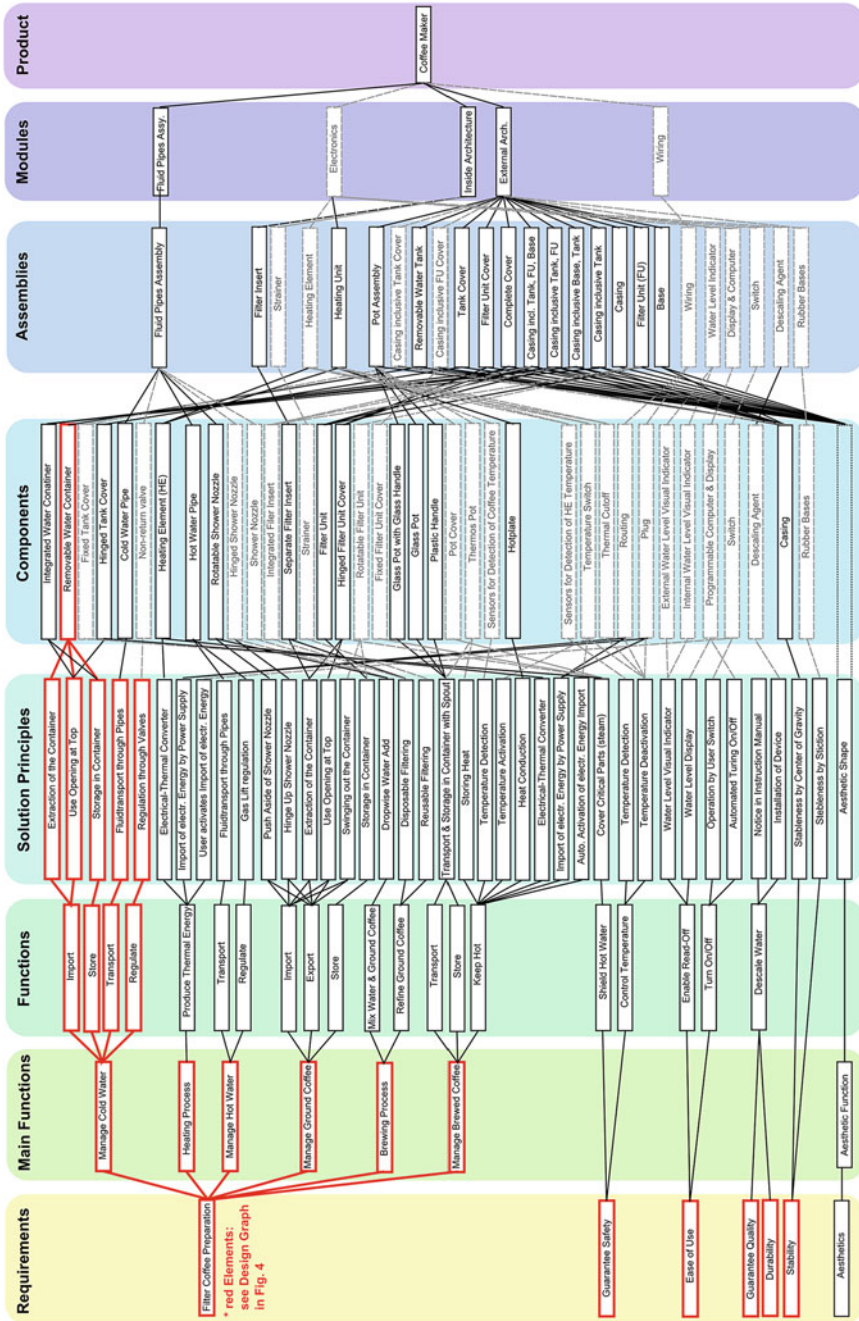 Requirements
Filter Coffee Preparation
* red Elements:
see Design Graph
in Fig. 4
Guarantee Safety
Ease of Use
Guarantee Quality
Durability
Stability
Aesthetics
Main Functions
Manage Cold Water
Heating Process
Manage Hot Water
Manage Ground Coffee
Brewing Process
Manage Brewed Coffee
Aesthetic Function
Functions
Import
Store
Transport
Regulate
Produce Thermal Energy
Transport
Regulate
Import
Export
Store
Mix Water & Ground Coffee
Refine Ground Coffee
Transport
Store
Keep Hot
Shield Hot Water
Control Temperature
Enable Read-Off
Turn On/Off
Descale Water
Solution Principles
Extraction of the Container
Use Opening at Top
Storage in Container
Fluidtransport through Pipes
Regulation through Valves
Electrical-Thermal Converter
Import of electr. Energy by Power Supply
User activates Import of electr. Energy
Fluidtransport through Pipes
Gas Lift regulation
Push Aside of Shower Nozzle
Hinge Up Shower Nozzle
Extraction of the Container
Use Opening at Top
Swinging out the Container
Storage in Container
Dropwise Water Add
Disposable Filtering
Reusable Filtering
Transport & Storage in Container with Spout
Storing Heat
Temperature Detection
Temperature Activation
Heat Conduction
Electrical-Thermal Converter
Import of electr. Energy by Power Supply
Auto. Activation of electr. Energy Import
Cover Critical Parts (steam)
Temperature Detection
Temperature Deactivation
Water Level Visual Indicator
Water Level Display
Operation by User Switch
Automated Turing On/Off
Notice in Instruction Manual
Installation of Device
Stableness by Center of Gravity
Stebleness by Stiction
Aesthetic Shape
Components
Integrated Water Conatiner
Removable Water Container
Fixed Tank Cover
Hinged Tank Cover
Cold Water Pipe
Non-return valve
Heating Element (HE)
Hot Water Pipe
Rotatable Shower Nozzle
Hinged Shower Nozzle
Shower Nozzle
Integrated Filer Insert
Separate Filter Insert
Strainer
Filter Unit
Hinged Filter Unit Cover
Rotatable Filter Unit
Fixed Filter Unit Cover
Glass Pot with Glass Handle
Glass Pot
Plastic Handle
Pot Cover
Thermos Pot
Sensors for Detection of Coffee Temperature
Hotplate
Sensors for Detection of HE Temperature
Temperature Switch
Thermal Cutoff
Routing
Plug
External Water Level Visual Indicator
Internal Water Level Visual Indicator
Programmable Computer & Display
Switch
Descaling Agent
Casing
Rubber Bases
Assemblies
Fluid Pipes Assembly
Filter Insert
Strainer
Heating Element
Heating Unit
Pot Assembly
Casing inclusive Tank Cover
Removable Water Tank
Casing inclusive FU Cover
Tank Cover
Filter Unit Cover
Complete Cover
Casing incl. Tank, FU, Base
Casing inclusive Tank, FU
Casing inclusive Base, Tank
Casing inclusive Tank
Casing
Filter Unit (FU)
Base
Wiring
Water Level Indicator
Display & Computer
Switch
Descaling Agent
Rubber Bases
Modules
Fluid Pipes Assy.
Electronics
Inside Architecture
External Arch.
Wiring
Product
Coffee Maker